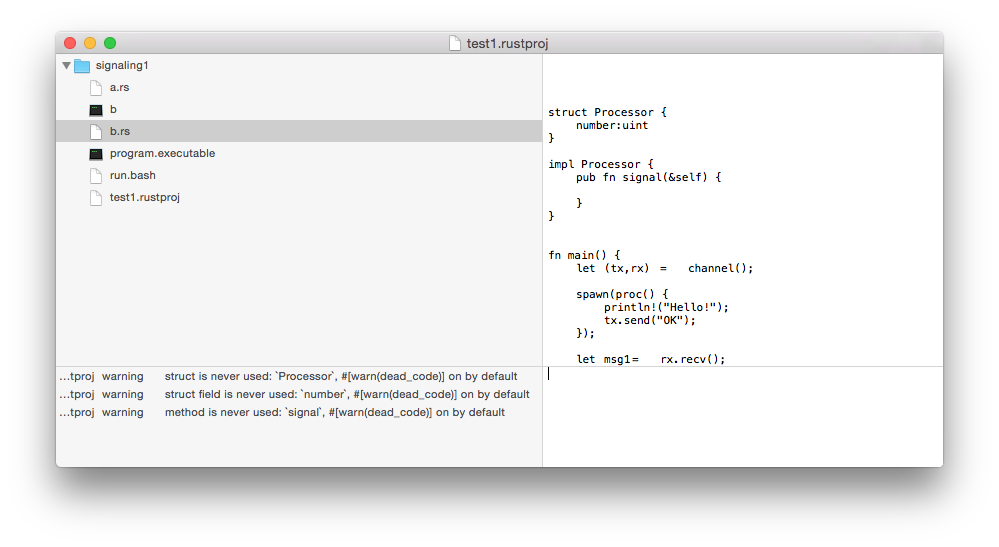 test1.rustproj
signaling1
a.rs
b
b.rs
program.executable
run.bash
test1.rustproj
struct Processor {
    number:uint
}

impl Processor {
    pub fn signal(&self) {

    }
}


fn main() {
    let (tx,rx) =   channel();

    spawn(proc() {
        println!("Hello!");
        tx.send("OK");
    });

    let msg1=   rx.recv();
...tproj warning struct is never used: `Processor`, #[warn(dead_code)] on by default
...tproj warning struct field is never used: `number`, #[warn(dead_code)] on by default
...tproj warning method is never used: `signal`, #[warn(dead_code)] on by default